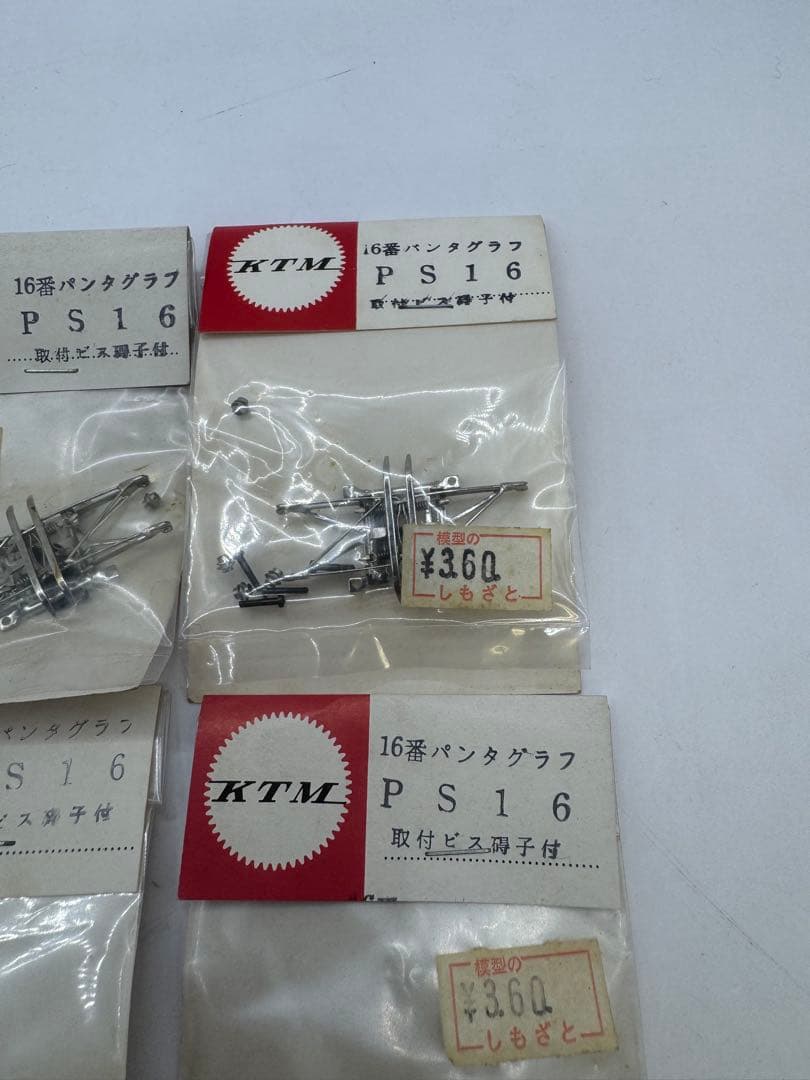 16番パンタグラフ
PS16
取付ビス碍子付
KTM
16番パンタグラフ
PS16
取付ビス碍子付
模型の
¥360
しもざと
パンタグラフ
S16
ビス碍子付
KTM
16番パンタグラフ
PS16
取付ビス碍子付
模型の
¥360
しもざと